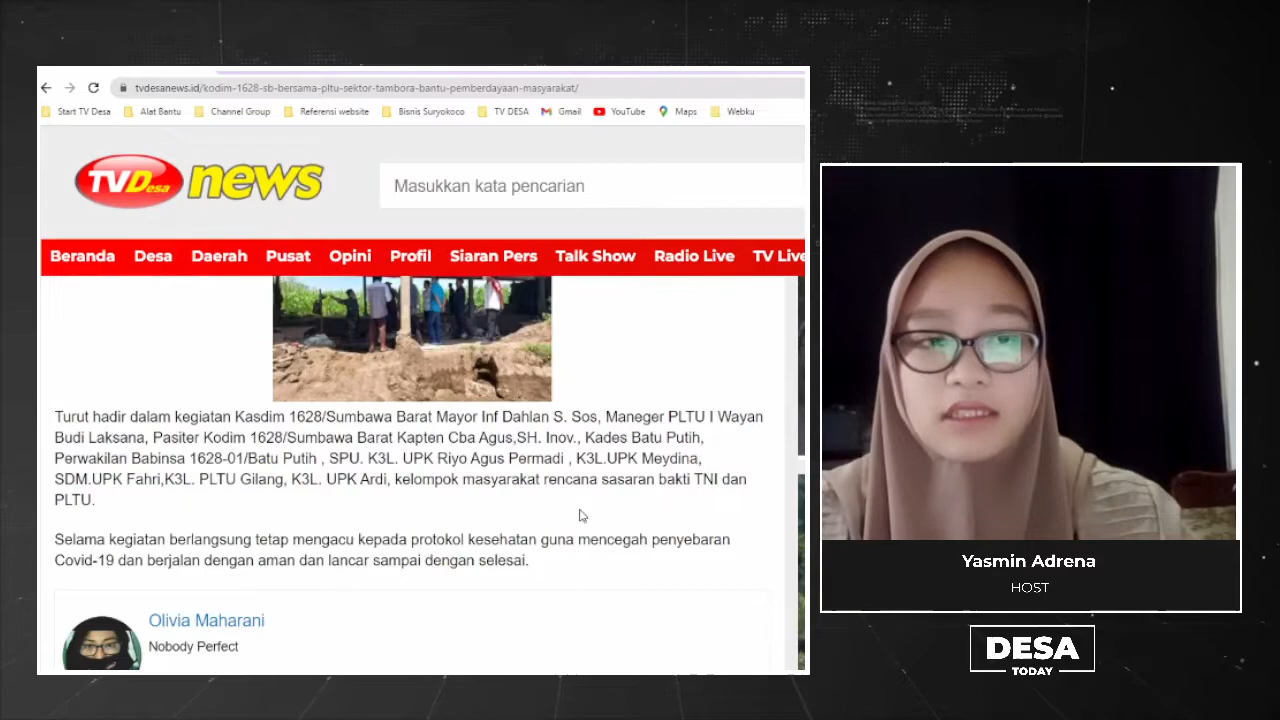 tvdesanews.id/kodim-1628-sb-bersama-pltu-sektor-tambora-bantu-pemberdayaan-masyarakat/
Start TV Desa Alat Bantu Channel Group Referensi website Bisnis Suryokoco TV DESA Gmail YouTube Maps Webku
TVDesa news
Masukkan kata pencarian
Beranda Desa Daerah Pusat Opini Profil Siaran Pers Talk Show Radio Live TV Live
Turut hadir dalam kegiatan Kasdim 1628/Sumbawa Barat Mayor Inf Dahlan S. Sos, Maneger PLTU I Wayan
Budi Laksana, Pasiter Kodim 1628/Sumbawa Barat Kapten Cba Agus,SH. Inov., Kades Batu Putih,
Perwakilan Babinsa 1628-01/Batu Putih , SPU. K3L. UPK Riyo Agus Permadi , K3L.UPK Meydina,
SDM.UPK Fahri,K3L. PLTU Gilang, K3L. UPK Ardi, kelompok masyarakat rencana sasaran bakti TNI dan
PLTU.
Selama kegiatan berlangsung tetap mengacu kepada protokol kesehatan guna mencegah penyebaran
Covid-19 dan berjalan dengan aman dan lancar sampai dengan selesai.
Olivia Maharani
Nobody Perfect
Yasmin Adrena
HOST
DESA
TODAY